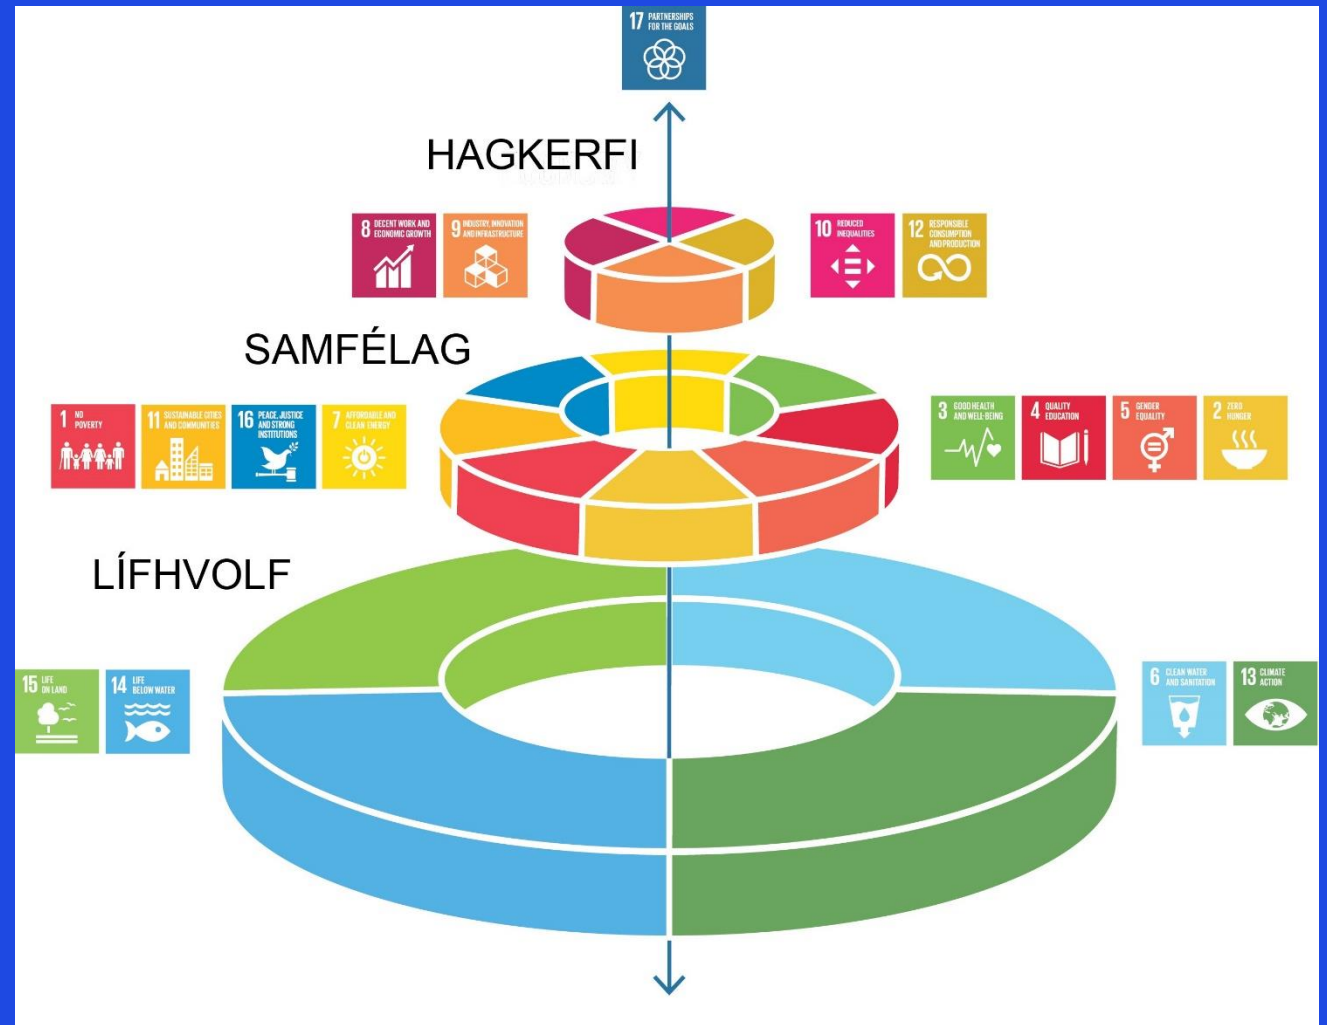 17 PARTNERSHIPS
FOR THE GOALS
HAGKERFI
8 DECENT WORK AND
ECONOMIC GROWTH
9 INDUSTRY, INNOVATION
AND INFRASTRUCTURE
10 REDUCED
INEQUALITIES
12 RESPONSIBLE
CONSUMPTION
AND PRODUCTION
SAMFÉLAG
1 NO
POVERTY
11 SUSTAINABLE CITIES
AND COMMUNITIES
16 PEACE, JUSTICE
AND STRONG
INSTITUTIONS
7 AFFORDABLE AND
CLEAN ENERGY
3 GOOD HEALTH
AND WELL-BEING
4 QUALITY
EDUCATION
5 GENDER
EQUALITY
2 ZERO
HUNGER
LÍFHVOLF
15 LIFE
ON LAND
14 LIFE
BELOW WATER
6 CLEAN WATER
AND SANITATION
13 CLIMATE
ACTION